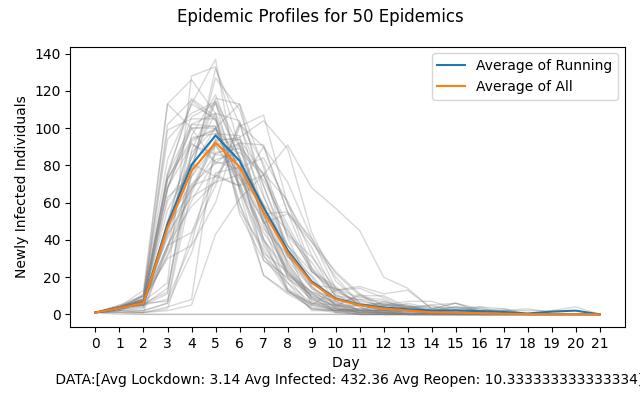 Epidemic Profiles for 50 Epidemics
Average of Running
Average of All
Newly Infected Individuals
140
120
100
80
60
40
20
0
0 1 2 3 4 5 6 7 8 9 10 11 12 13 14 15 16 17 18 19 20 21
Day
DATA:[Avg Lockdown: 3.14 Avg Infected: 432.36 Avg Reopen: 10.333333333333334]